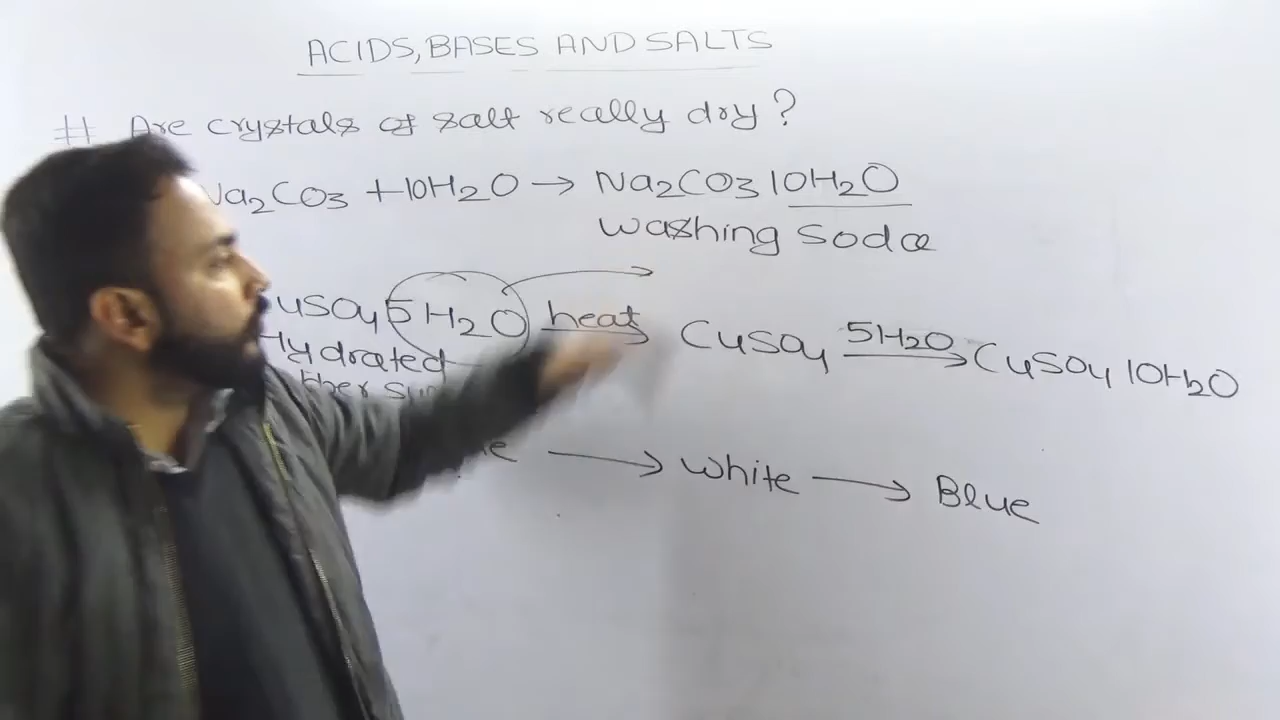 ACIDS, BASES AND SALTS
# Are crystals of salt really dry?
Na2CO3 + 10H2O → Na2CO3 10H2O
washing soda
uSO4 5H2O heat → CuSO4 5H2O → CuSO4 10H2O
Hydrated
→ white → Blue